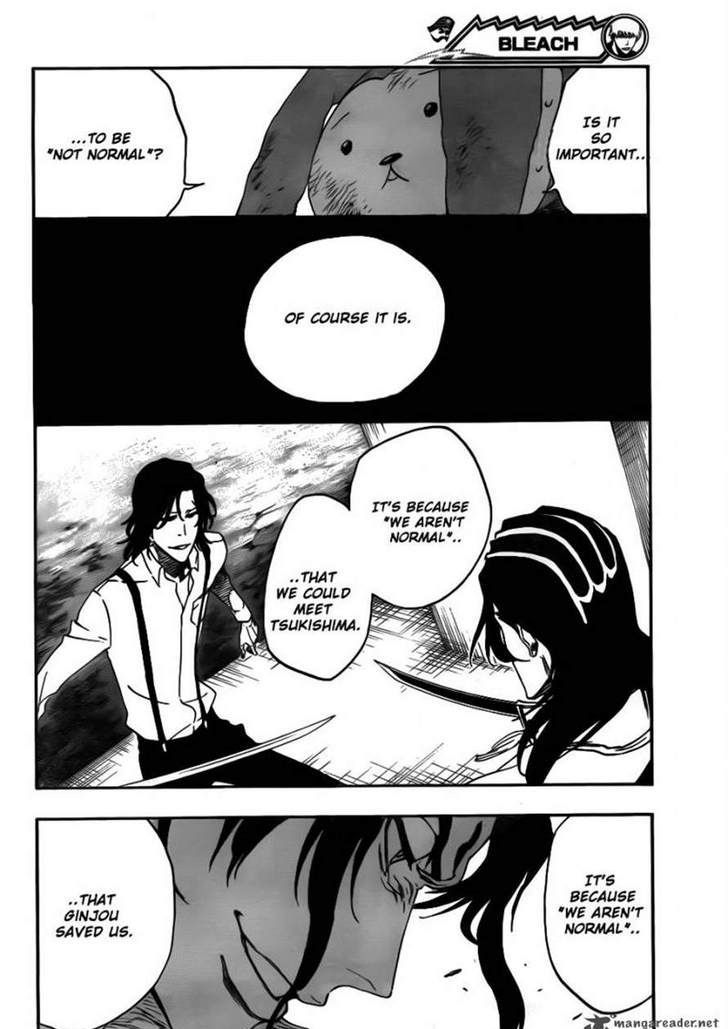 BLEACH
IS IT
SO
IMPORTANT..
...TO BE
"NOT NORMAL"?
OF COURSE IT IS.
IT'S BECAUSE
"WE AREN'T
NORMAL"..
..THAT
WE COULD
MEET
TSUKISHIMA.
IT'S
BECAUSE
"WE AREN'T
NORMAL"..
..THAT
GINJOU
SAVED US.
mangareader.net